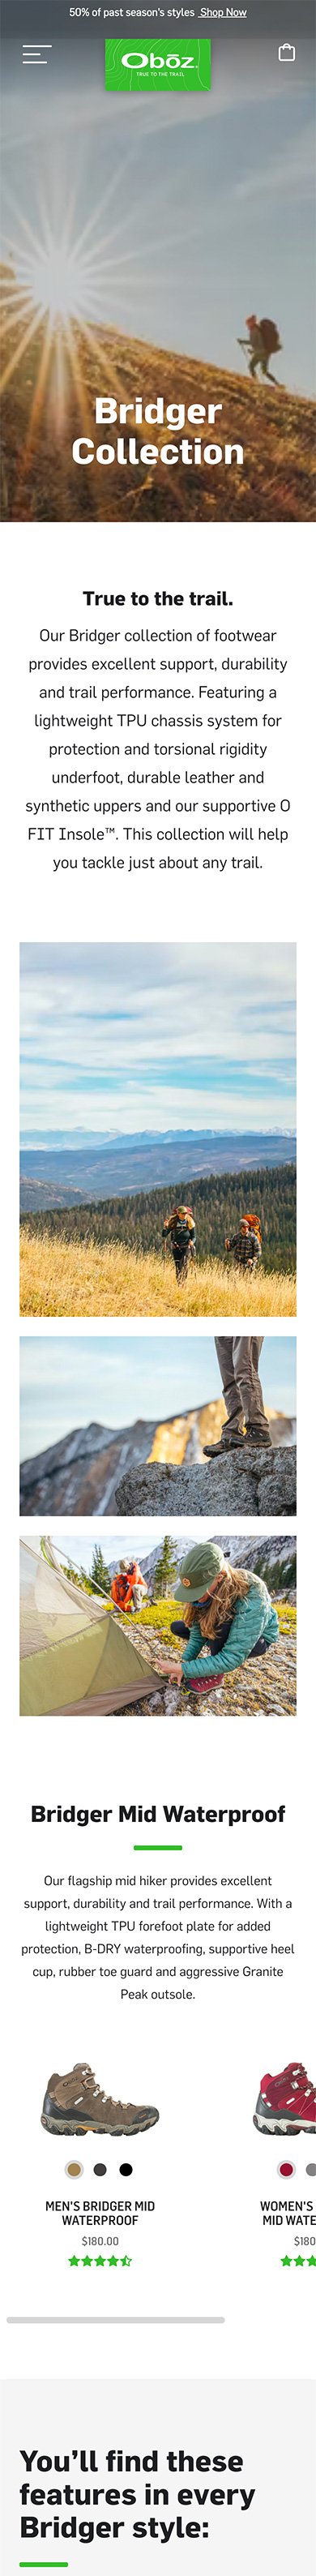 50% of past season's styles Shop Now
Obōz.
TRUE TO THE TRAIL
Bridger
Collection
True to the trail.
Our Bridger collection of footwear
provides excellent support, durability
and trail performance. Featuring a
lightweight TPU chassis system for
protection and torsional rigidity
underfoot, durable leather and
synthetic uppers and our supportive O
FIT Insole™. This collection will help
you tackle just about any trail.
Bridger Mid Waterproof
Our flagship mid hiker provides excellent
support, durability and trail performance. With a
lightweight TPU forefoot plate for added
protection, B-DRY waterproofing, supportive heel
cup, rubber toe guard and aggressive Granite
Peak outsole.
MEN'S BRIDGER MID
WATERPROOF
$180.00
WOMEN'S
MID WATE
$180
You'll find these
features in every
Bridger style: